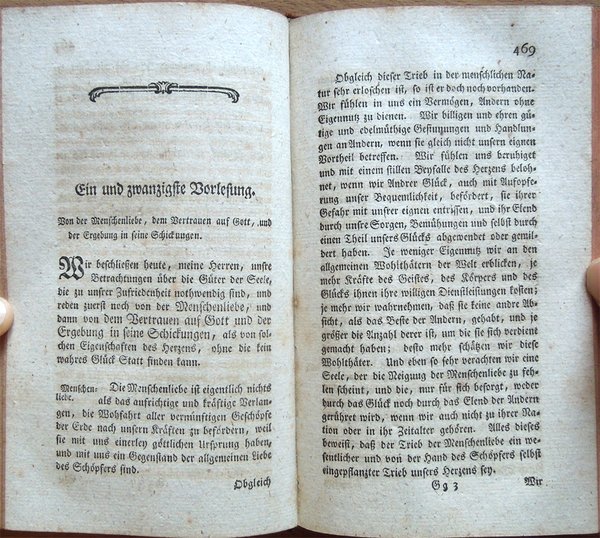 Ein und zwanzigste Vorlesung.
Von der Menschenliebe, dem Vertrauen auf Gott, und
der Ergebung in seine Schickungen.
Wir beschließen heute, meine Herren, unsre
Betrachtungen über die Güter der Seele,
die zu unsrer Zufriedenheit nothwendig sind, und
reden zuerst noch von der Menschenliebe, und
dann von dem Vertrauen auf Gott und der
Ergebung in seine Schickungen, als von sol-
chen Eigenschaften des Herzens, ohne die kein
wahres Glück Statt finden kann.
Menschen-
liebe.
Die Menschenliebe ist eigentlich nichts
als das aufrichtige und kräftige Verlan-
gen, die Wohlfahrt aller vernünftigen Geschöpfe
der Erde nach unsern Kräften zu befördern, weil
sie mit uns einerley göttlichen Ursprung haben,
und mit uns ein Gegenstand der allgemeinen Liebe
des Schöpfers sind.
Obgleich
469
Obgleich dieser Trieb in der menschlichen Na-
tur sehr erloschen ist, so ist er doch noch vorhanden.
Wir fühlen in uns ein Vermögen, Andern ohne
Eigennutz zu dienen. Wir billigen und ehren gü-
tige und edelmüthige Gesinnungen und Handlun-
gen an Andern, wenn sie gleich nicht unsern eignen
Vortheil betreffen. Wir fühlen uns beruhiget
und mit einem stillen Beyfalle des Herzens beloh-
net, wenn wir Andrer Glück, auch mit Aufopfe-
rung unser Bequemlichkeit, befördert, sie ihrer
Gefahr mit unsrer eignen entrissen, und ihr Elend
durch unsre Sorgen, Bemühungen und selbst durch
einen Theil unsers Glücks abgewendet oder gemil-
dert haben. Je weniger Eigennutz wir an den
allgemeinen Wohlthätern der Welt erblicken, je
mehr Kräfte des Geistes, des Körpers und des
Glücks ihnen ihre willigen Dienstleistungen kosten;
je mehr wir wahrnehmen, daß sie keine andre Ab-
sicht, als das Beste der Andern, gehabt, und je
größer die Anzahl derer ist, um die sie sich verdient
gemacht haben; desto mehr schätzen wir diese
Wohlthäter. Und eben so sehr verachten wir eine
Seele, der die Neigung der Menschenliebe zu feh-
len scheint, und die, nur für sich besorgt, weder
durch das Glück noch durch das Elend der Andern
gerühret wird, wenn wir auch nicht zu ihrer Na-
tion oder in ihr Zeitalter gehören. Alles dieses
beweist, daß der Trieb der Menschenliebe ein we-
sentlicher und von der Hand des Schöpfers selbst
eingepflanzter Trieb unsers Herzens sey.
Gg 3
Wir